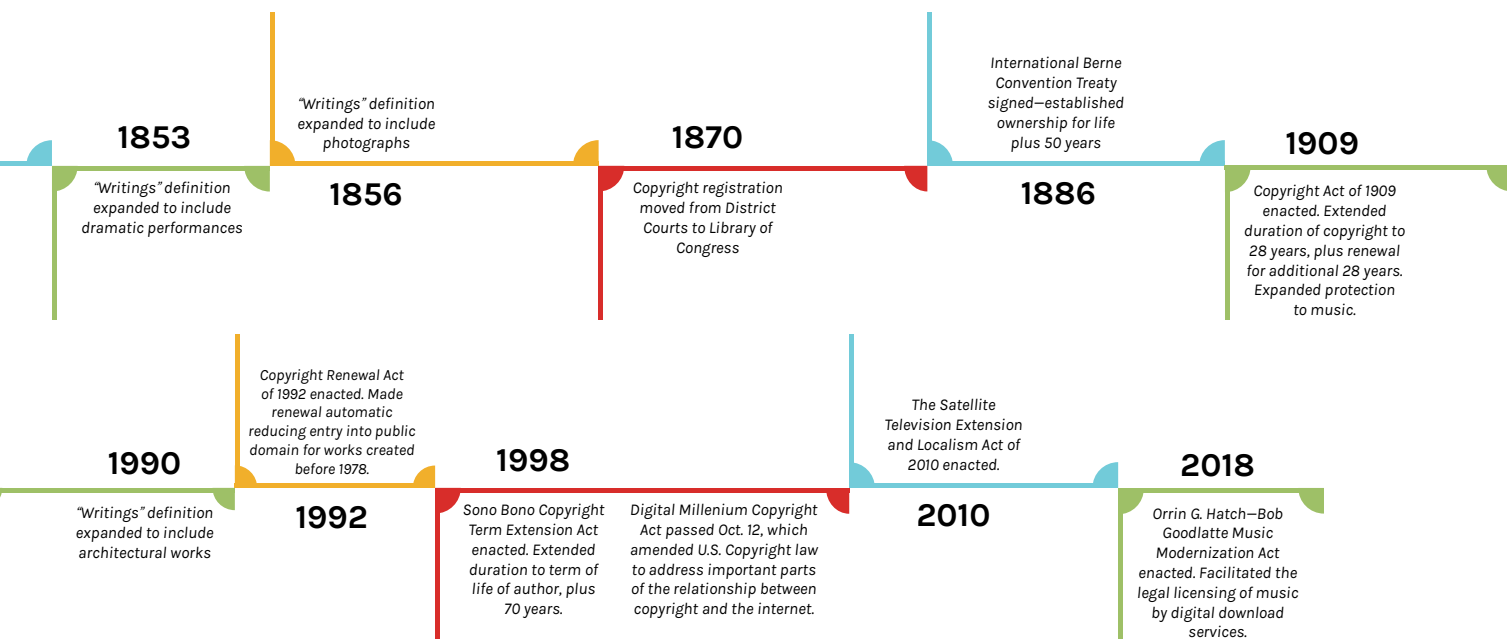 1853
“Writings” definition
expanded to include
dramatic performances
“Writings” definition
expanded to include
photographs
1856
1870
Copyright registration
moved from District
Courts to Library of
Congress
International Berne
Convention Treaty
signed—established
ownership for life
plus 50 years
1886
1909
Copyright Act of 1909
enacted. Extended
duration of copyright to
28 years, plus renewal
for additional 28 years.
Expanded protection
to music.
1990
“Writings” definition
expanded to include
architectural works
Copyright Renewal Act
of 1992 enacted. Made
renewal automatic
reducing entry into public
domain for works created
before 1978.
1992
1998
Sono Bono Copyright
Term Extension Act
enacted. Extended
duration to term of
life of author, plus
70 years.
Digital Millenium Copyright
Act passed Oct. 12, which
amended U.S. Copyright law
to address important parts
of the relationship between
copyright and the internet.
The Satellite
Television Extension
and Localism Act of
2010 enacted.
2010
2018
Orrin G. Hatch—Bob
Goodlatte Music
Modernization Act
enacted. Facilitated the
legal licensing of music
by digital download
services.